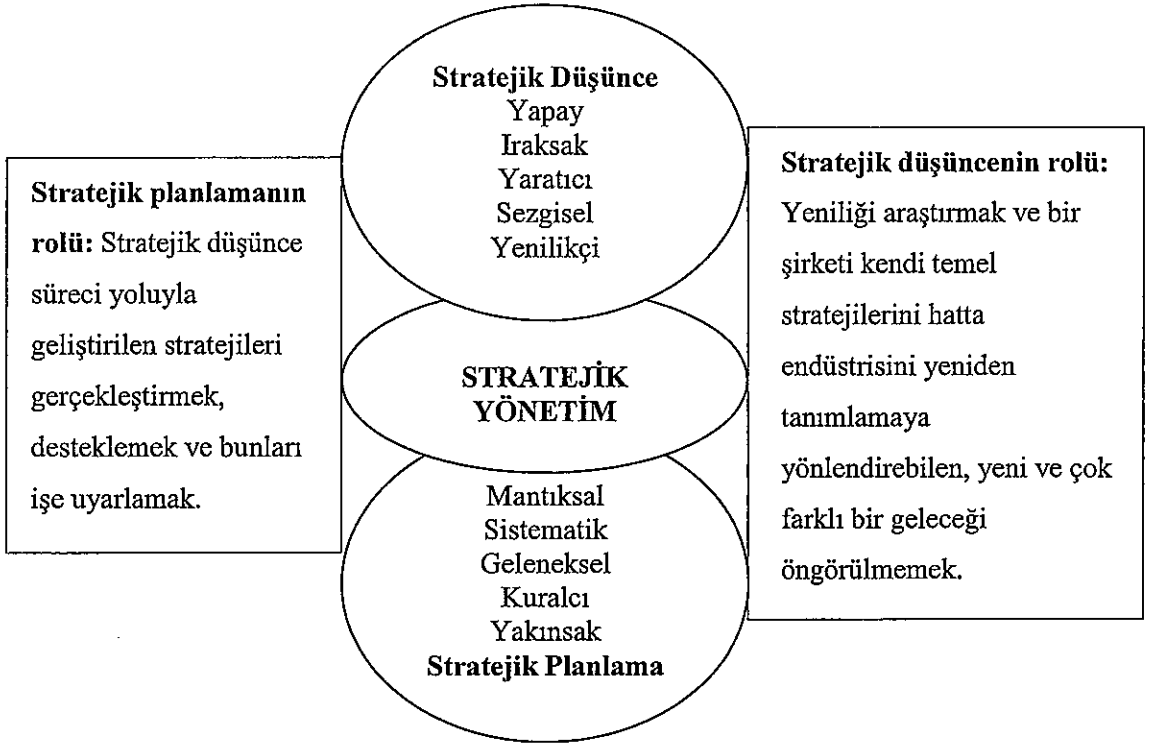 Stratejik Düşünce
Yapay
Iraksak
Yaratıcı
Sezgisel
Yenilikçi
Stratejik planlamanın
rolü: Stratejik düşünce
süreci yoluyla
geliştirilen stratejileri
gerçekleştirmek,
desteklemek ve bunları
işe uyarlamak.
STRATEJİK
YÖNETİM
Stratejik düşüncenin rolü:
Yeniliği araştırmak ve bir
şirketi kendi temel
stratejilerini hatta
endüstrisini yeniden
tanımlamaya
yönlendirebilen, yeni ve çok
farklı bir geleceği
öngörülmemek.
Mantıksal
Sistematik
Geleneksel
Kuralcı
Yakınsak
Stratejik Planlama